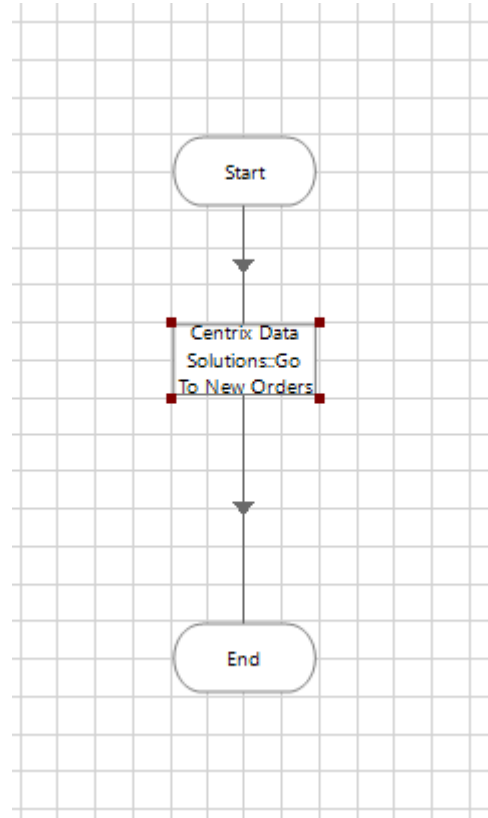 Start
Centrix Data
Solutions::Go
To New Orders
End